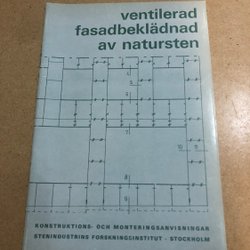 ventilerad
fasadbeklädnad
av natursten
KONSTRUKTIONS- OCH MONTERINGSANVISNINGAR
STENINDUSTRINS FORSKNINGSINSTITUT - STOCKHOLM